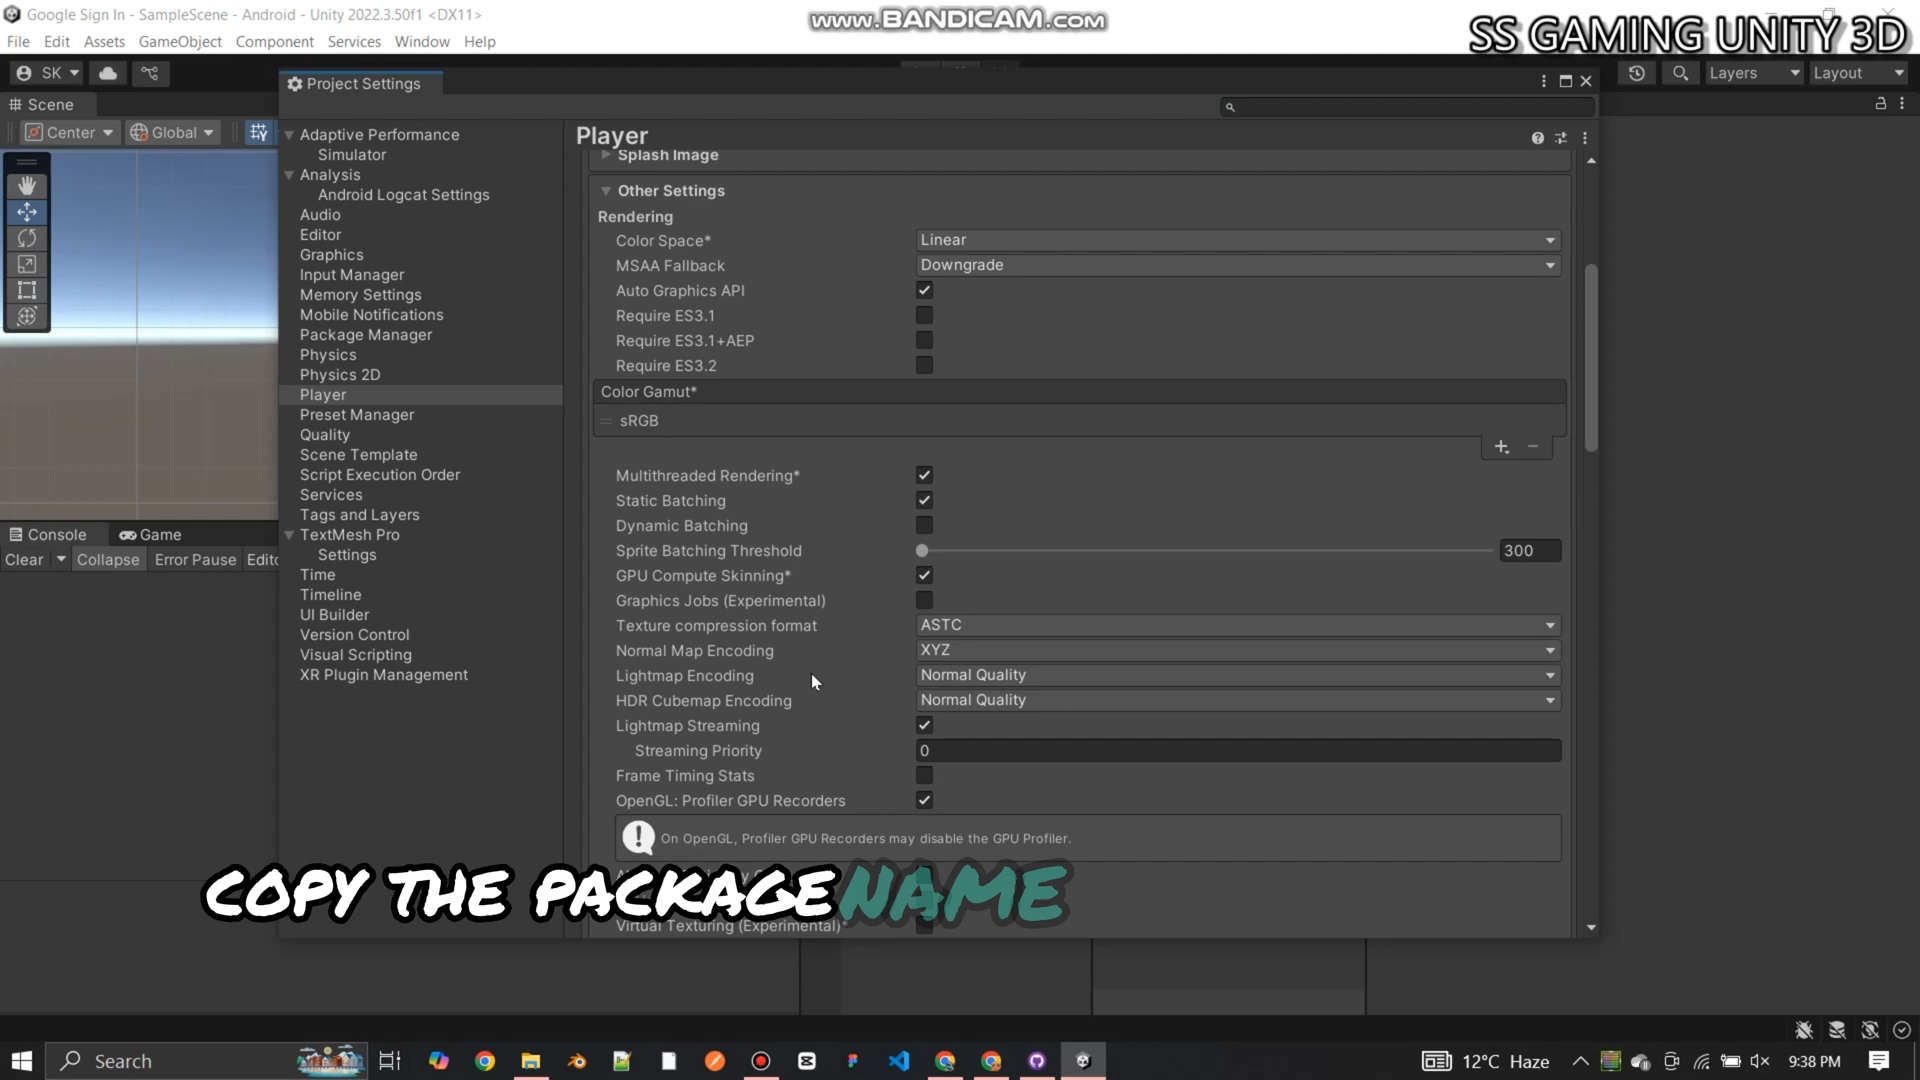 Google Sign In - SampleScene - Android - Unity 2022.3.50f1 <DX11>
www.BANDICAM.com
SS GAMING UNITY 3D
File Edit Assets GameObject Component Services Window Help
SK
Layers
Layout
Project Settings
Scene
Center
Global
Adaptive Performance
Simulator
Analysis
Android Logcat Settings
Audio
Editor
Graphics
Input Manager
Memory Settings
Mobile Notifications
Package Manager
Physics
Physics 2D
Player
Preset Manager
Quality
Scene Template
Script Execution Order
Services
Tags and Layers
TextMesh Pro
Settings
Time
Timeline
UI Builder
Version Control
Visual Scripting
XR Plugin Management
Player
Splash Image
Other Settings
Rendering
Color Space* Linear
MSAA Fallback Downgrade
Auto Graphics API
Require ES3.1
Require ES3.1+AEP
Require ES3.2
Color Gamut*
sRGB
Multithreaded Rendering*
Static Batching
Dynamic Batching
Sprite Batching Threshold 300
GPU Compute Skinning*
Graphics Jobs (Experimental)
Texture compression format ASTC
Normal Map Encoding XYZ
Lightmap Encoding Normal Quality
HDR Cubemap Encoding Normal Quality
Lightmap Streaming
Streaming Priority 0
Frame Timing Stats
OpenGL: Profiler GPU Recorders
On OpenGL, Profiler GPU Recorders may disable the GPU Profiler.
Virtual Texturing (Experimental)*
Console Game
Clear Collapse Error Pause Edito
COPY THE PACKAGE NAME
Search
12°C Haze
9:38 PM